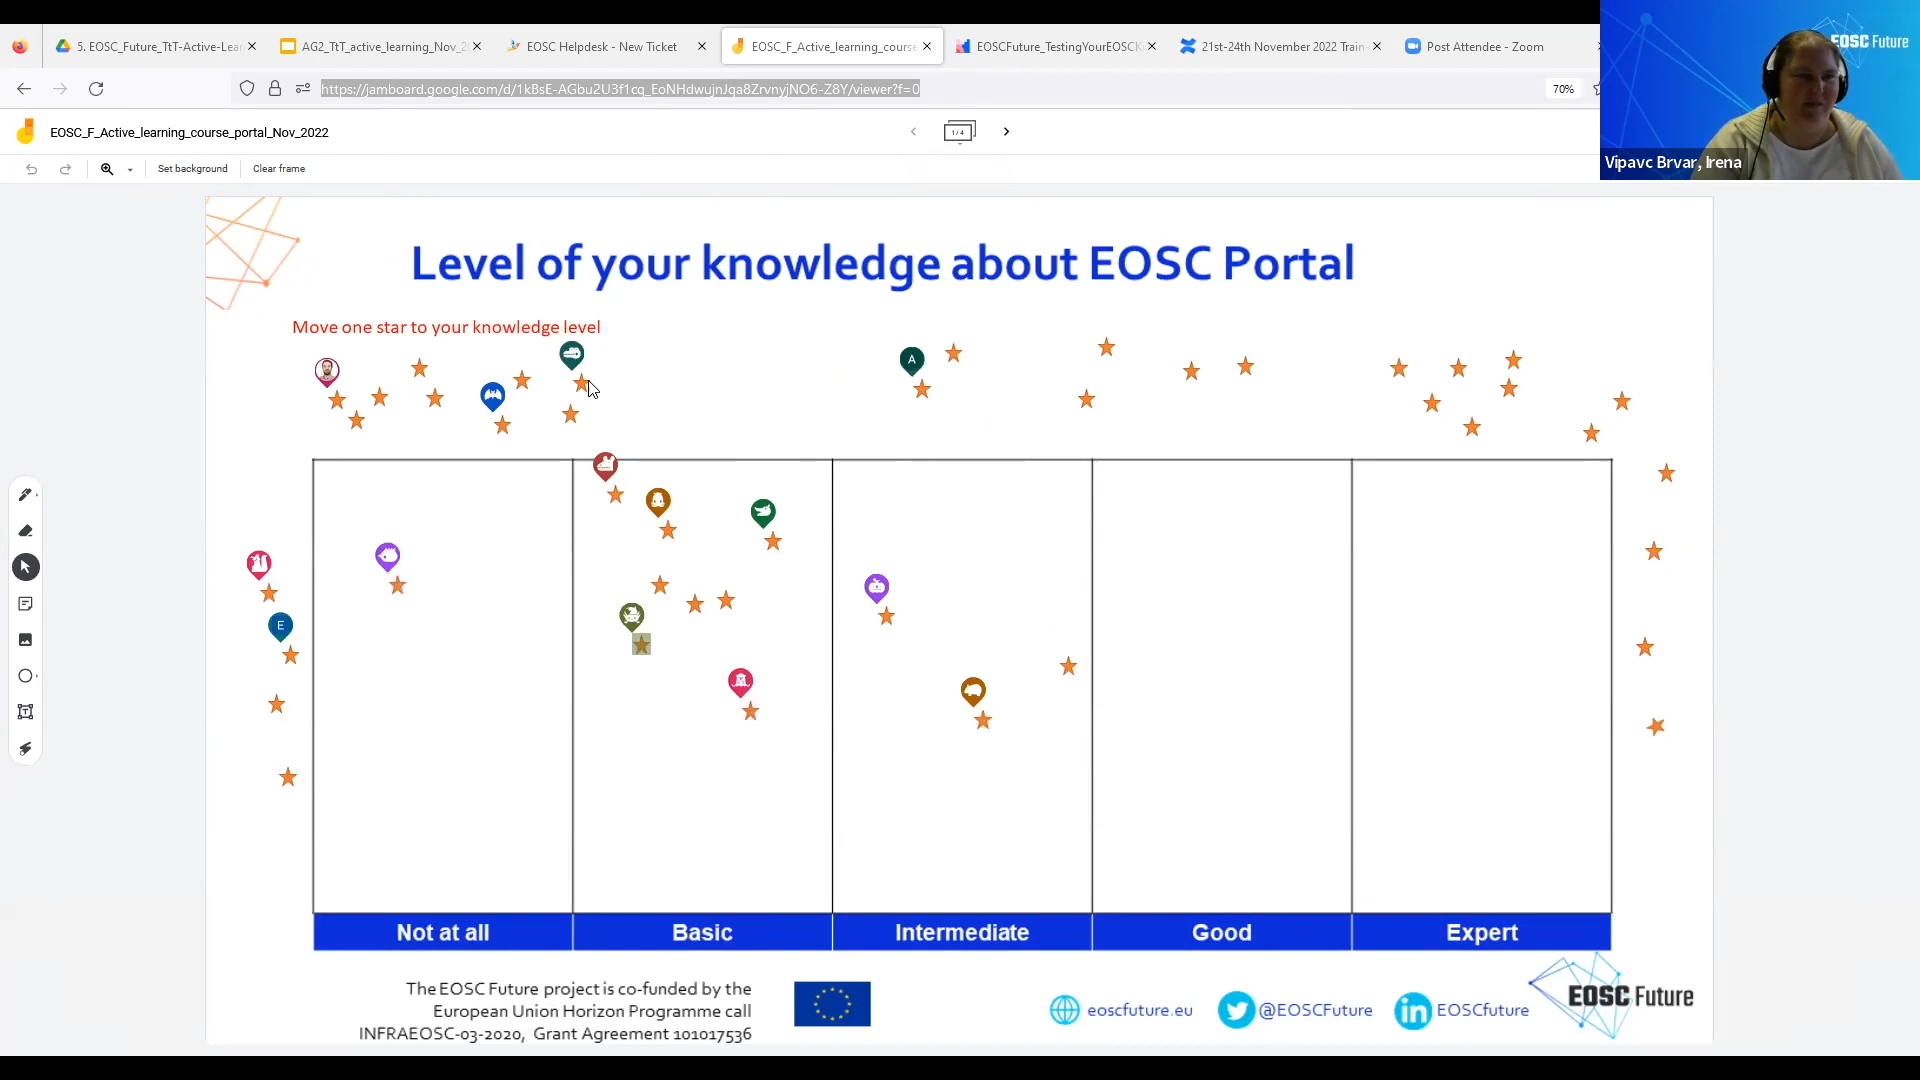 5. EOSC_Future_TtT-Active-Lea
AG2_TtT_active_learning_Nov_2
EOSC Helpdesk - New Ticket
EOSC_F_Active_learning_course
EOSCFuture_TestingYourEOSCK
21st-24th November 2022 Train
Post Attendee - Zoom
EOSC Future
https://jamboard.google.com/d/1kBsE-AGbu2U3f1cq_EoNHdwujnJqa8ZrvnyjNO6-Z8Y/viewer?f=0
70%
EOSC_F_Active_learning_course_portal_Nov_2022
1/4
Vipavc Brvar, Irena
Set background
Clear frame
Level of your knowledge about EOSC Portal
Move one star to your knowledge level
A
E
Not at all
Basic
Intermediate
Good
Expert
The EOSC Future project is co-funded by the
European Union Horizon Programme call
INFRAEOSC-03-2020, Grant Agreement 101017536
eoscfuture.eu
@EOSCFuture
EOSCfuture
EOSC Future